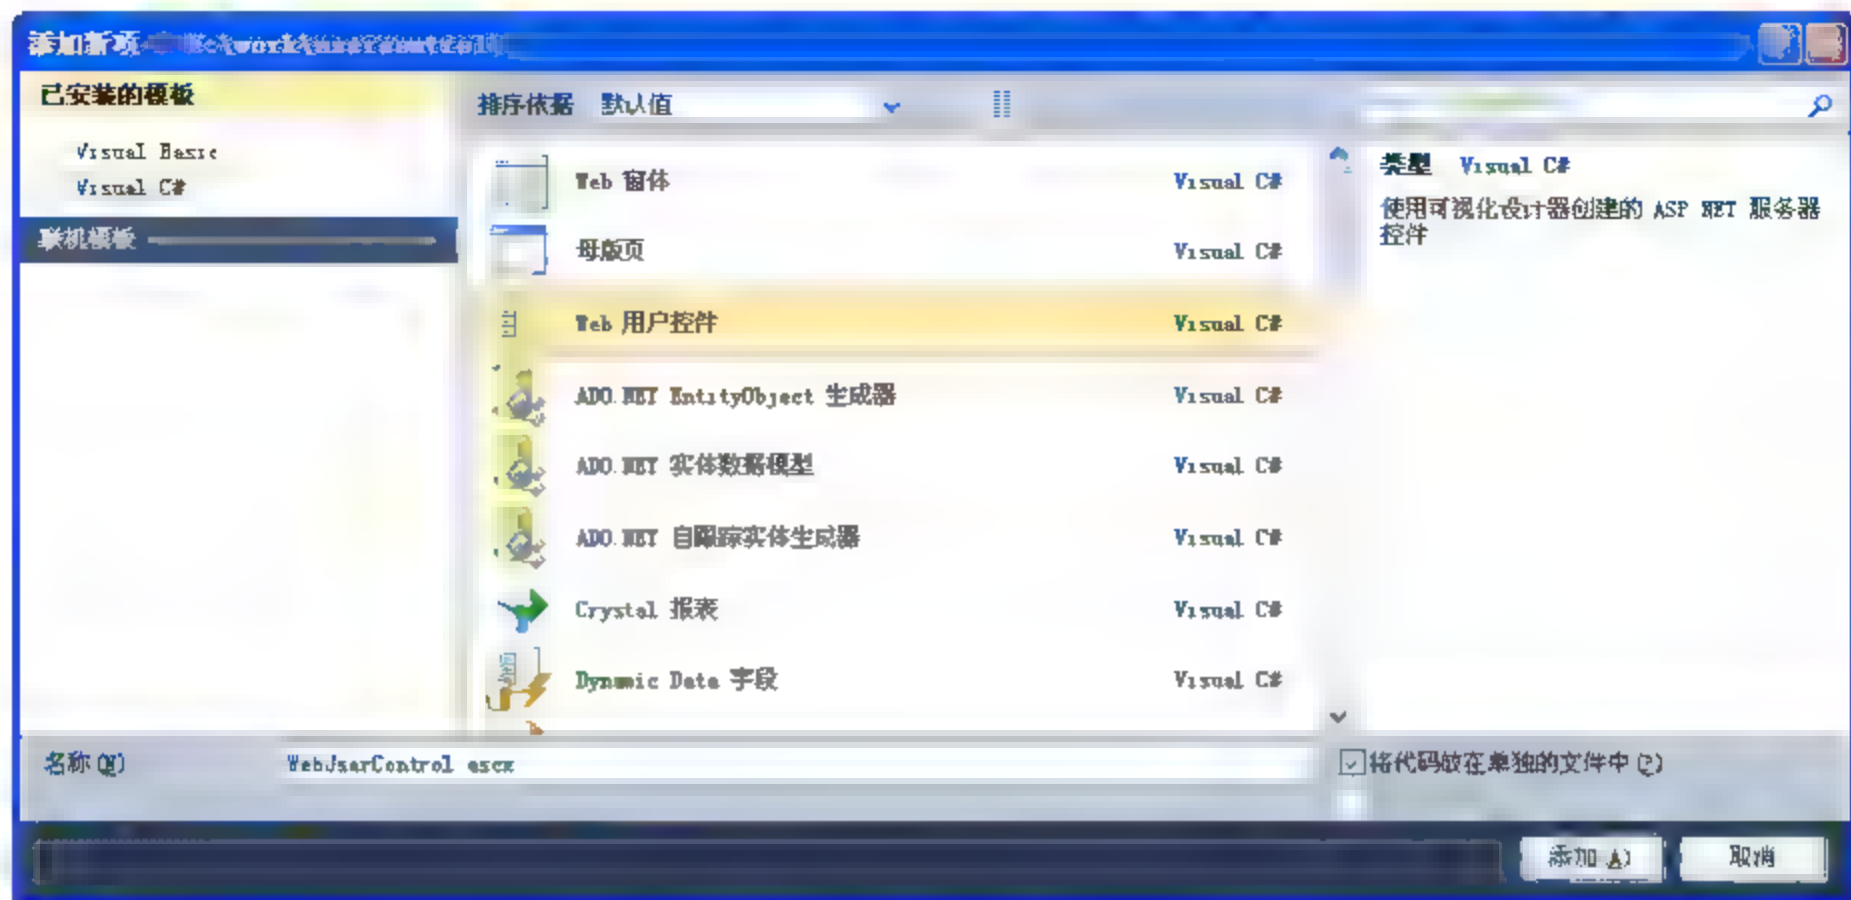 添加新项
已安装的模板
排序依据 默认值
Visual Basic
Visual C#
联机模板
Web 窗体 Visual C#
母版页 Visual C#
Web 用户控件 Visual C#
ADO.NET EntityObject 生成器 Visual C#
ADO.NET 实体数据模型 Visual C#
ADO.NET 自跟踪实体生成器 Visual C#
Crystal 报表 Visual C#
Dynamic Data 字段 Visual C#
类型 Visual C#
使用可视化设计器创建的 ASP NET 服务器
控件
名称(N) WebUserControl ascx
将代码放在单独的文件中(P)
添加(A) 取消